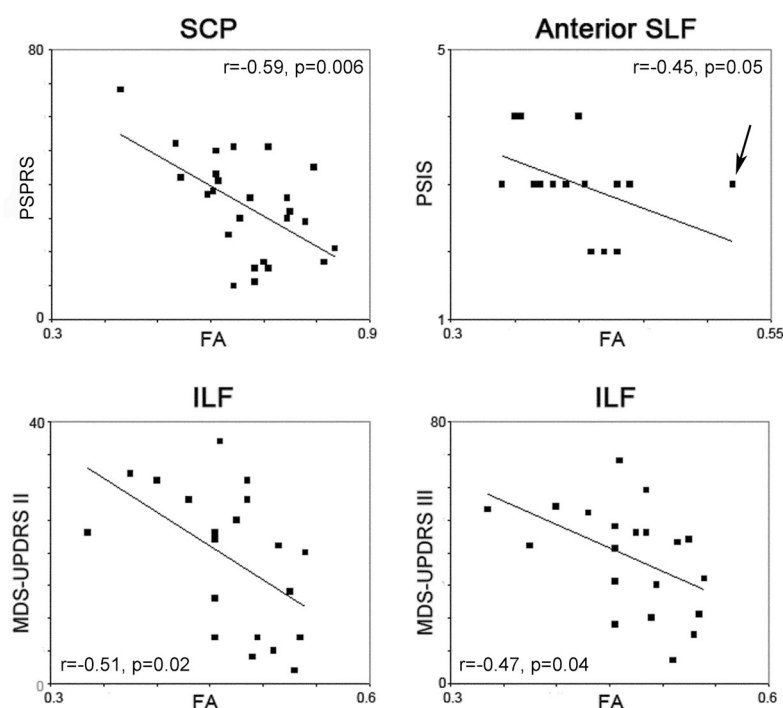 SCP
80
r=-0.59, p=0.006
PSPRS
0
0.3
FA
0.9
Anterior SLF
5
r=-0.45, p=0.05
PSIS
1
0.3
FA
0.55
ILF
40
MDS-UPDRS II
r=-0.51, p=0.02
0
0.3
FA
0.6
ILF
80
MDS-UPDRS III
r=-0.47, p=0.04
0
0.3
FA
0.6